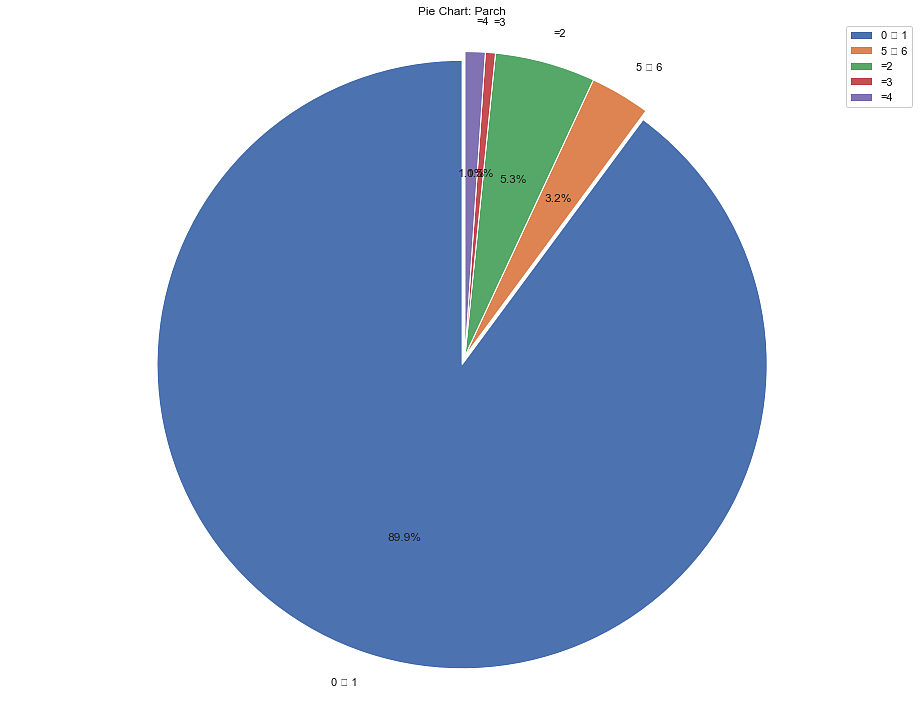 Pie Chart: Parch
=4
=3
=2
5 □ 6
5.3%
3.2%
89.9%
0 □ 1
0 □ 1
5 □ 6
=2
=3
=4